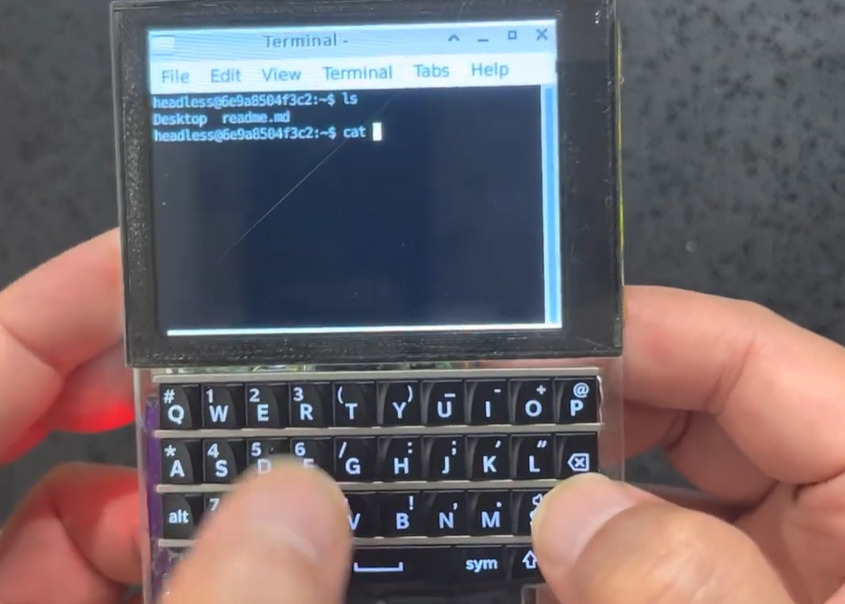 Terminal -
File Edit View Terminal Tabs Help
headless@6e9a8504f3c2:~$ ls
Desktop readme.md
headless@6e9a8504f3c2:~$ cat
# 1 2 3 ( ) _ - + @
Q W E R T Y U I O P
* 4 5 6 / : ; ' "
A S D F G H J K L
alt 7 ! , .
V B N M
sym